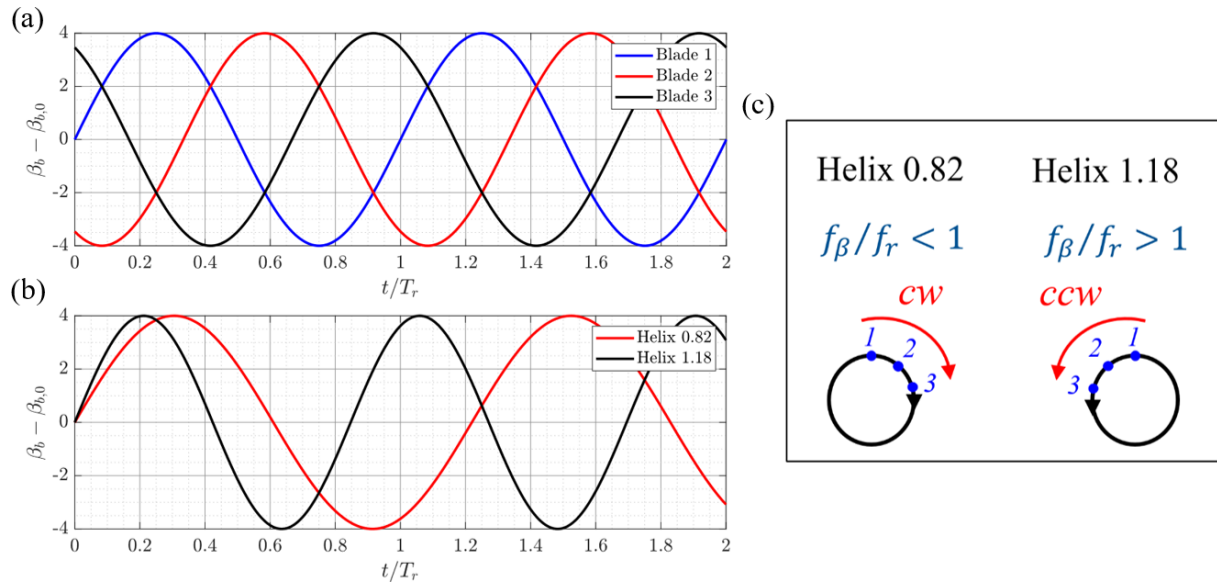 (a)
4
2
0
-2
-4
β_b − β_{b,0}
Blade 1
Blade 2
Blade 3
0 0.2 0.4 0.6 0.8 1 1.2 1.4 1.6 1.8 2
t/T_r
(b)
4
2
0
-2
-4
β_b − β_{b,0}
Helix 0.82
Helix 1.18
0 0.2 0.4 0.6 0.8 1 1.2 1.4 1.6 1.8 2
t/T_r
(c)
Helix 0.82 Helix 1.18
f_β/f_r < 1 f_β/f_r > 1
cw ccw
1 2 3
1 2 3